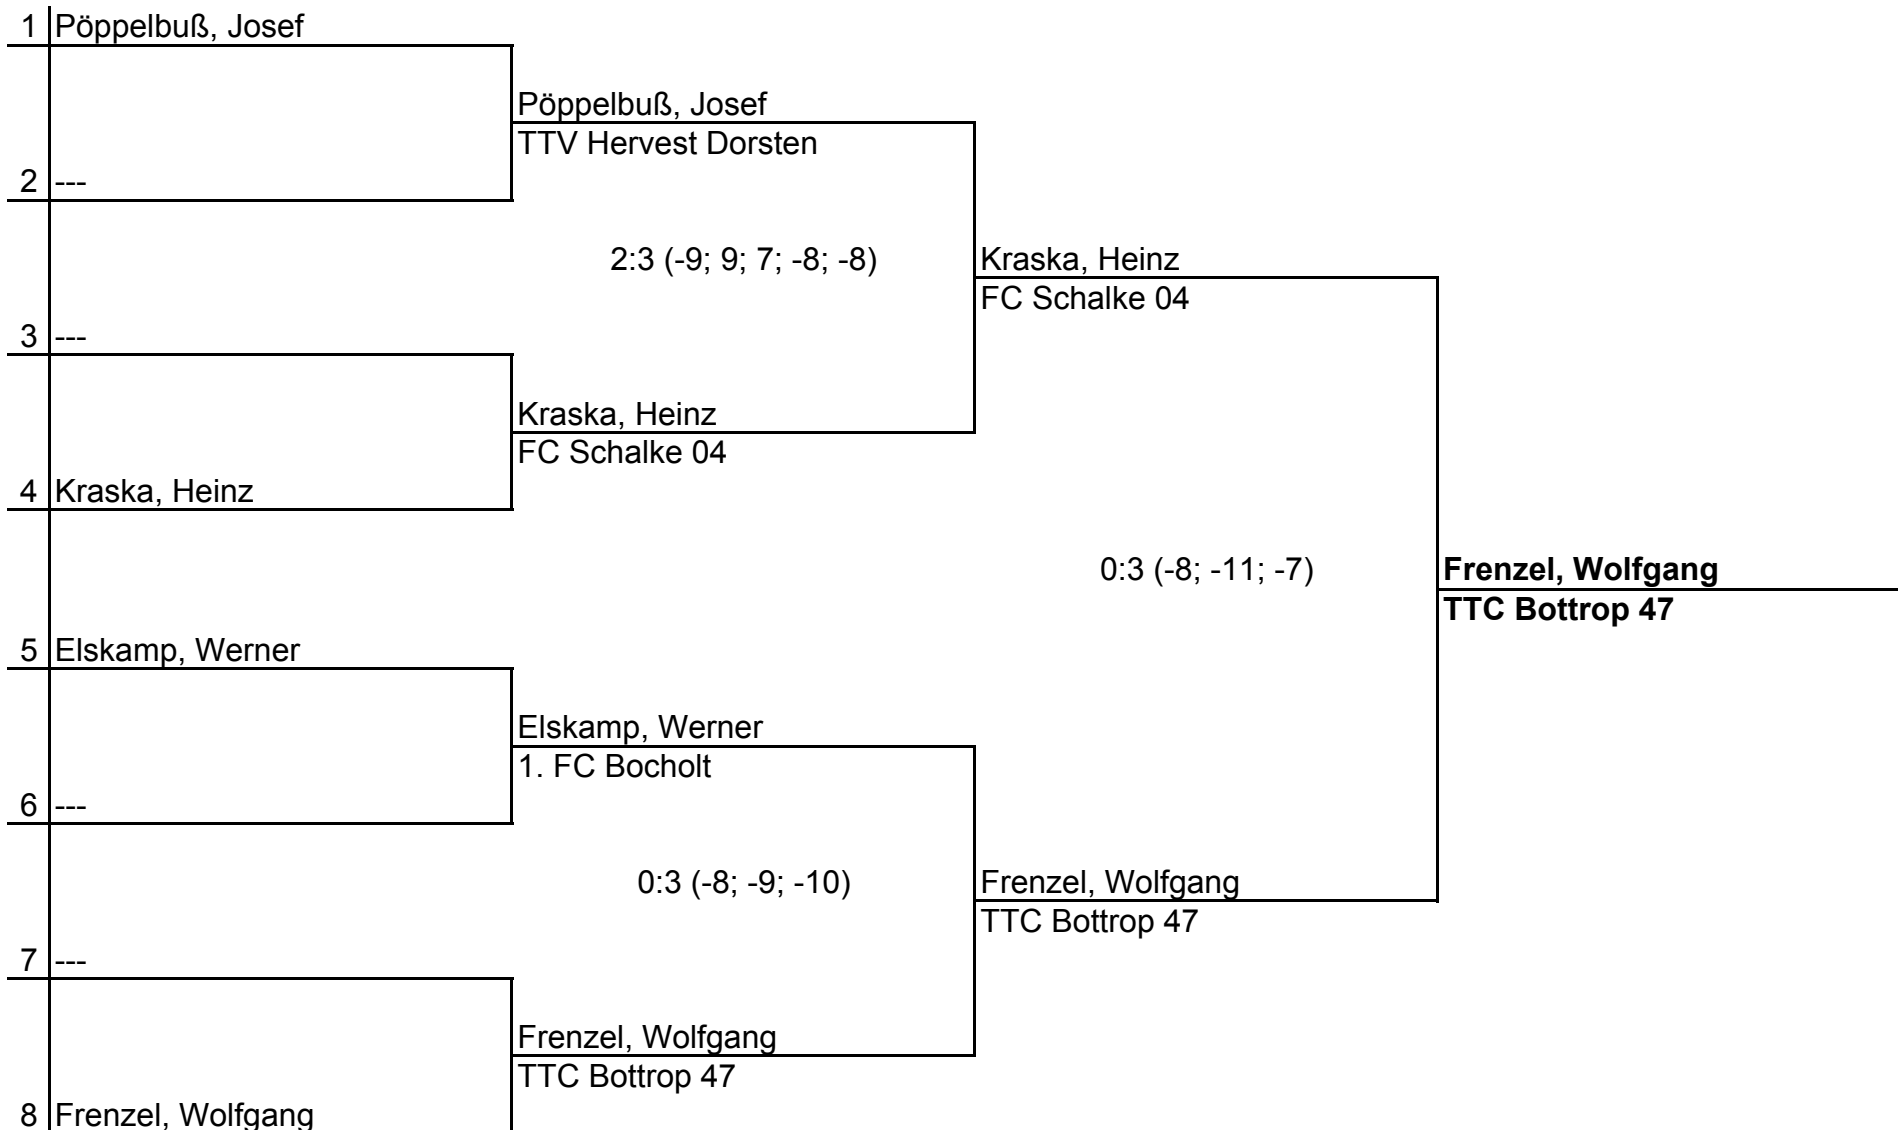 1 Pöppelbuß, Josef
Pöppelbuß, Josef
TTV Hervest Dorsten
2 ---
2:3 (-9; 9; 7; -8; -8)
Kraska, Heinz
FC Schalke 04
3 ---
Kraska, Heinz
FC Schalke 04
4 Kraska, Heinz
0:3 (-8; -11; -7)
Frenzel, Wolfgang
TTC Bottrop 47
5 Elskamp, Werner
Elskamp, Werner
1. FC Bocholt
6 ---
0:3 (-8; -9; -10)
Frenzel, Wolfgang
TTC Bottrop 47
7 ---
Frenzel, Wolfgang
TTC Bottrop 47
8 Frenzel, Wolfgang